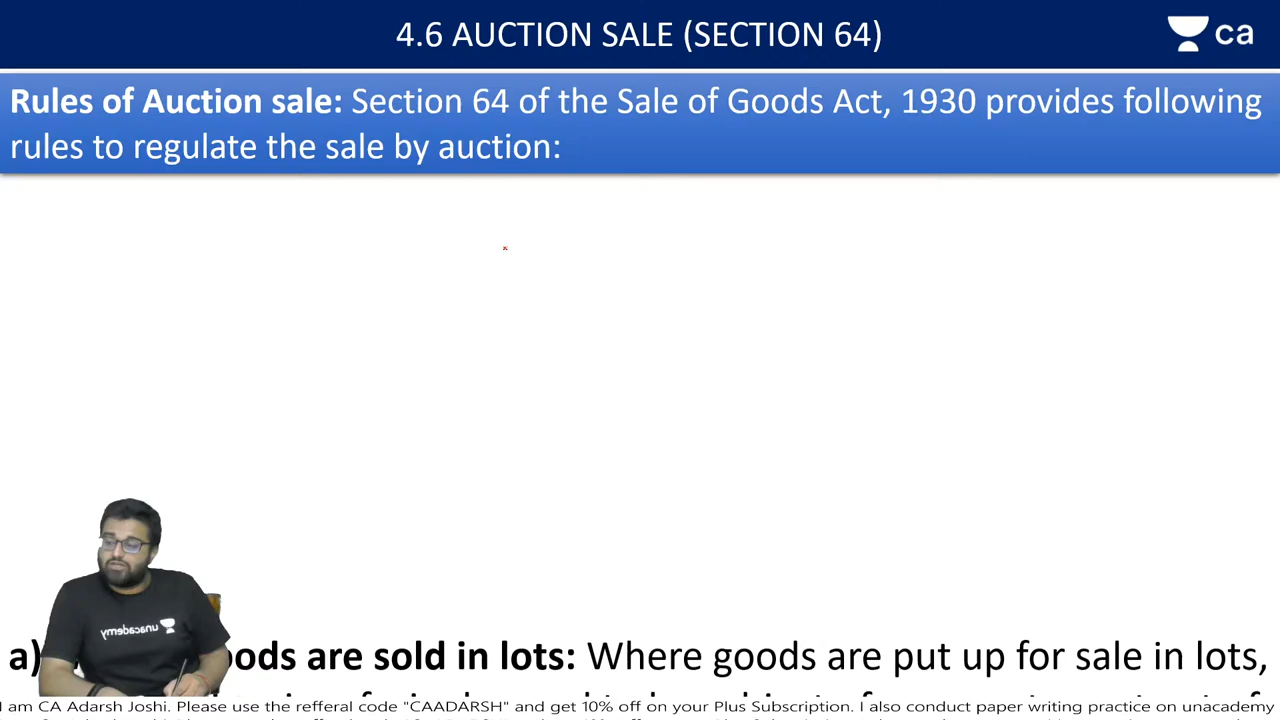 4.6 AUCTION SALE (SECTION 64)
ca
Rules of Auction sale: Section 64 of the Sale of Goods Act, 1930 provides following
rules to regulate the sale by auction:
unacademy
a) oods are sold in lots: Where goods are put up for sale in lots,
I am CA Adarsh Joshi. Please use the refferal code "CAADARSH" and get 10% off on your Plus Subscription. I also conduct paper writing practice on unacademy